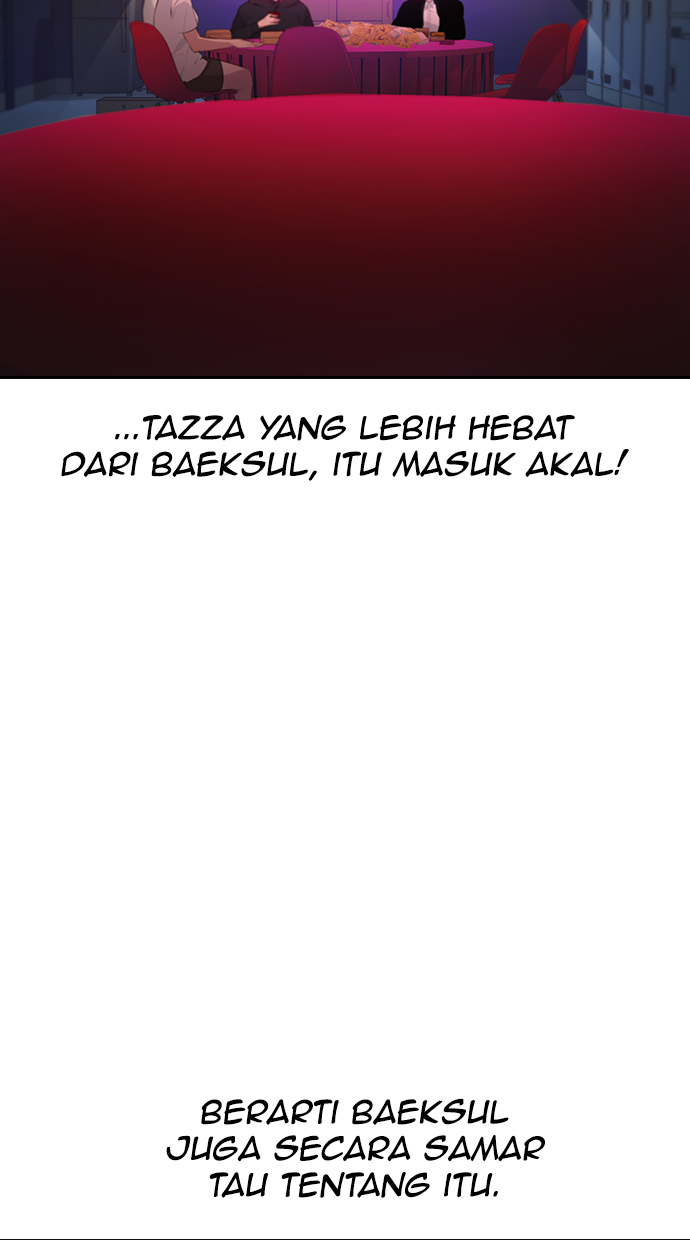 ...TAZZA YANG LEBIH HEBAT
DARI BAEKSUL, ITU MASUK AKAL!
BERARTI BAEKSUL
JUGA SECARA SAMAR
TAU TENTANG ITU.